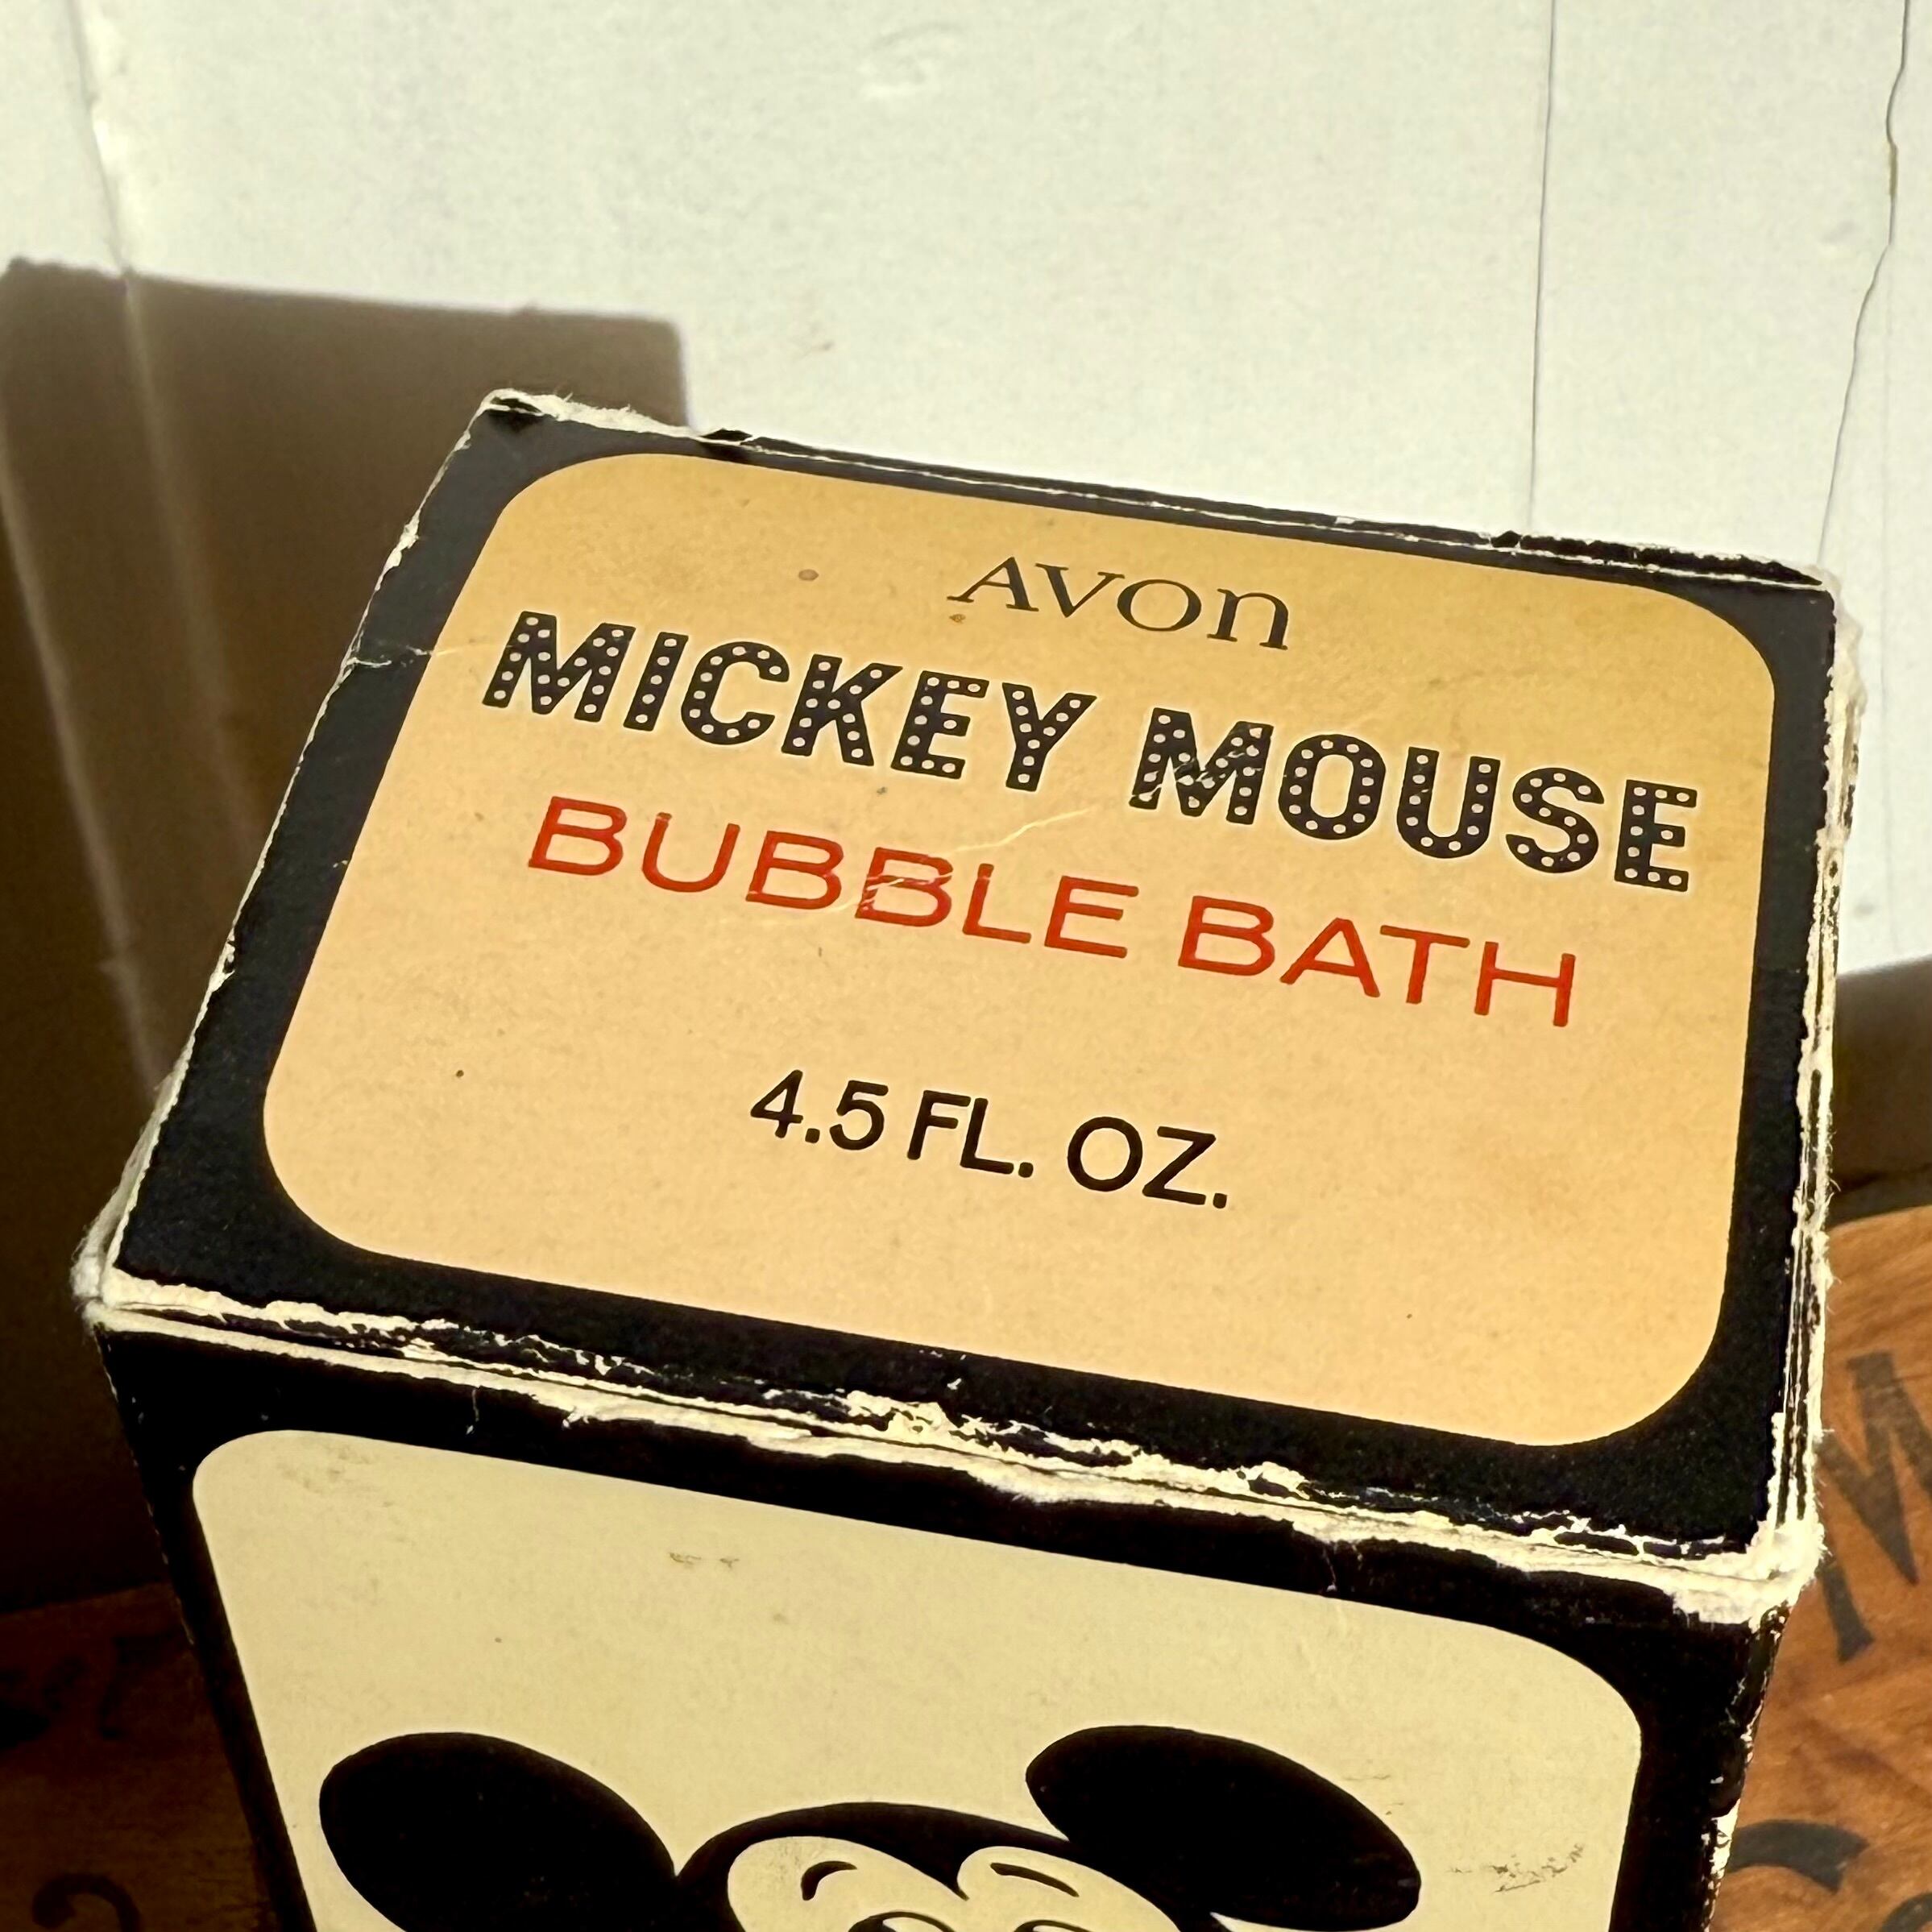 AVON
MICKEY MOUSE
BUBBLE BATH
4.5 FL. OZ.